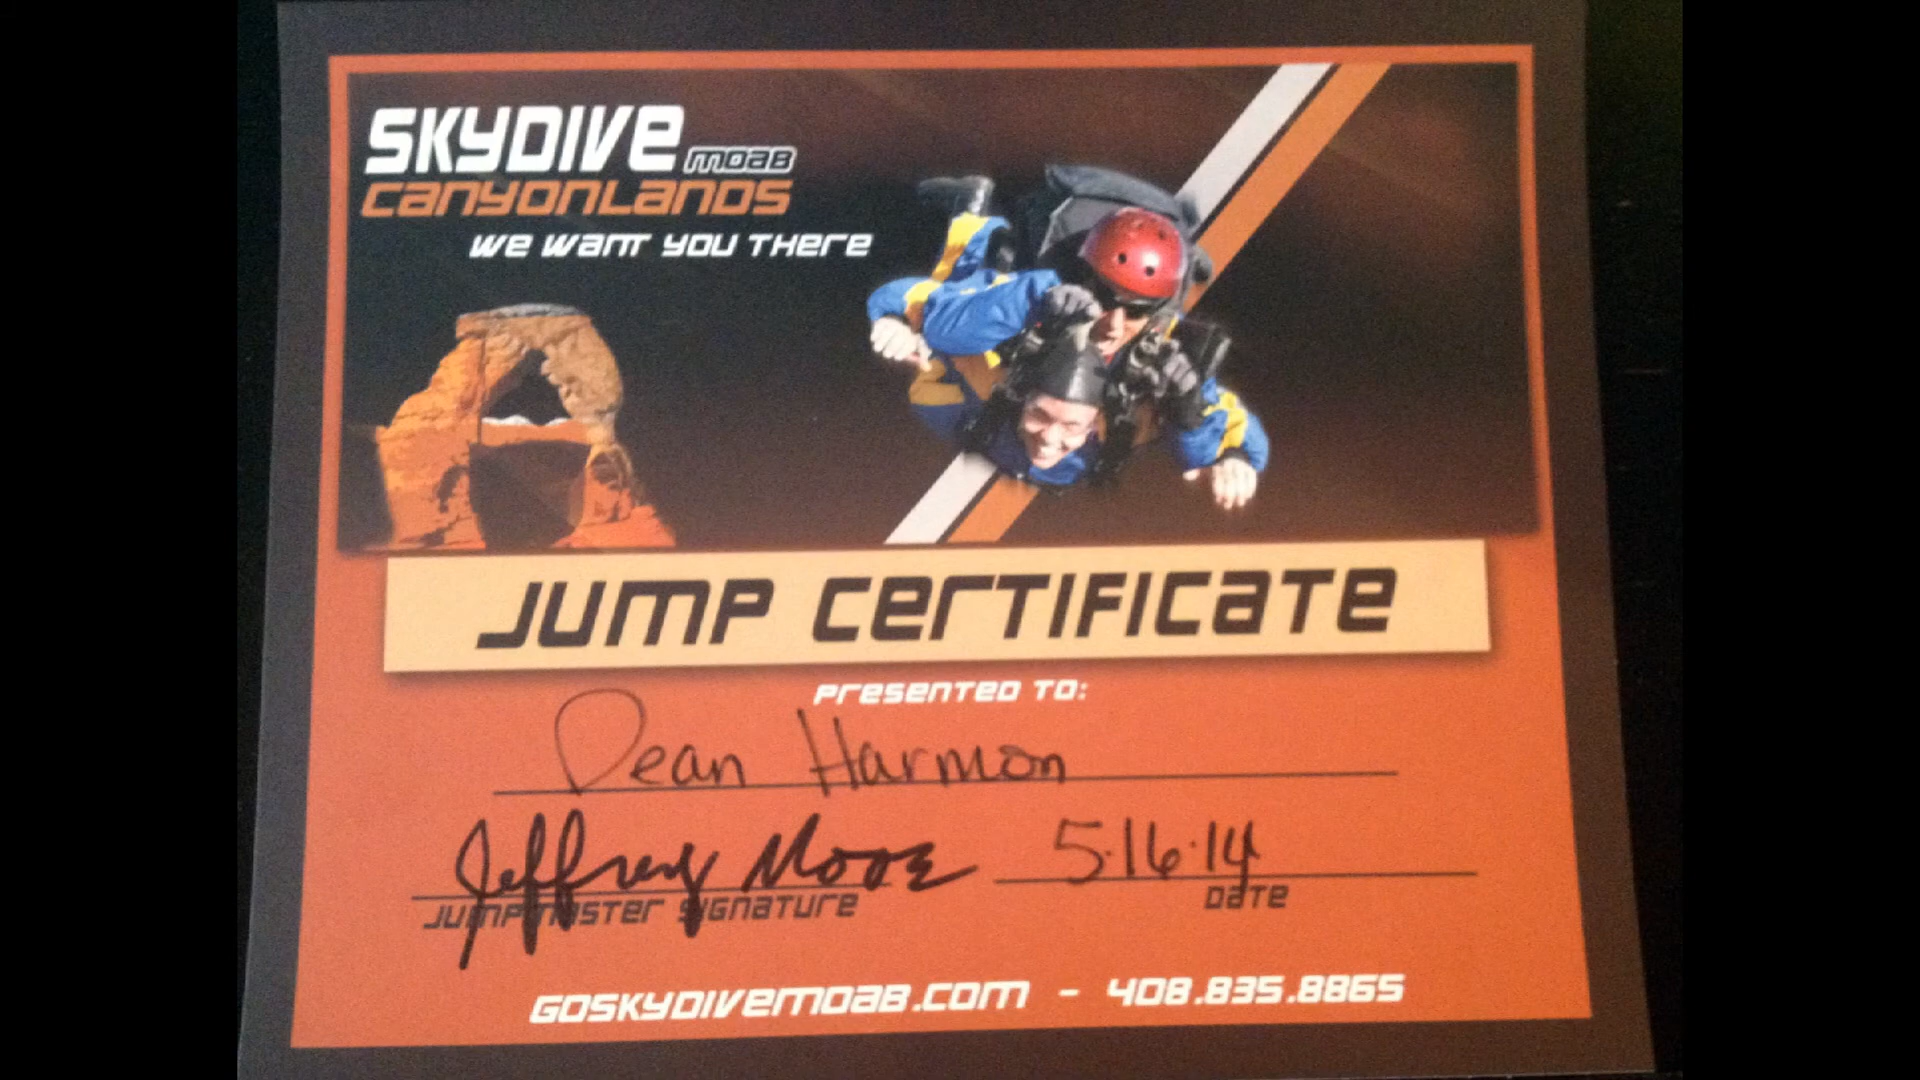 SKYDIVE MOAB
CANYONLANDS
WE WANT YOU THERE
JUMP CERTIFICATE
PRESENTED TO:
Dean Harmon
Jeffrey Moore 5.16.14
JUMPMASTER SIGNATURE DATE
GOSKYDIVEMOAB.COM - 408.835.8865